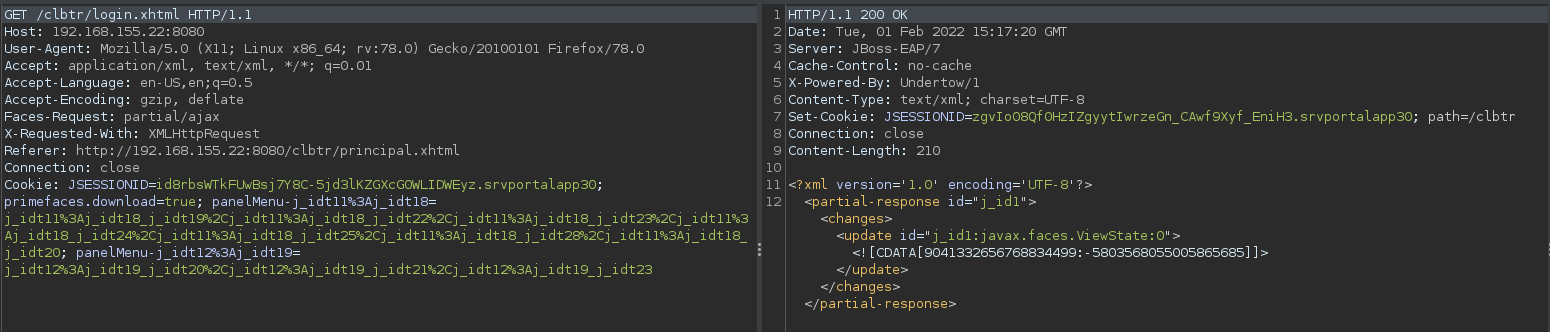 GET /clbtr/login.xhtml HTTP/1.1
Host: 192.168.155.22:8080
User-Agent: Mozilla/5.0 (X11; Linux x86_64; rv:78.0) Gecko/20100101 Firefox/78.0
Accept: application/xml, text/xml, */*; q=0.01
Accept-Language: en-US,en;q=0.5
Accept-Encoding: gzip, deflate
Faces-Request: partial/ajax
X-Requested-With: XMLHttpRequest
Referer: http://192.168.155.22:8080/clbtr/principal.xhtml
Connection: close
Cookie: JSESSIONID=id8rbsWTkFUwBsj7Y8C-5jd3lKZGXcG0WLIDWEyz.srvportalapp30;
primefaces.download=true; panelMenu-j_idt11%3Aj_idt18=
j_idt11%3Aj_idt18_j_idt19%2Cj_idt11%3Aj_idt18_j_idt22%2Cj_idt11%3Aj_idt18_j_idt23%2Cj_idt11%3
Aj_idt18_j_idt24%2Cj_idt11%3Aj_idt18_j_idt25%2Cj_idt11%3Aj_idt18_j_idt28%2Cj_idt11%3Aj_idt18_
j_idt20; panelMenu-j_idt12%3Aj_idt19=
j_idt12%3Aj_idt19_j_idt20%2Cj_idt12%3Aj_idt19_j_idt21%2Cj_idt12%3Aj_idt19_j_idt23
1 HTTP/1.1 200 OK
2 Date: Tue, 01 Feb 2022 15:17:20 GMT
3 Server: JBoss-EAP/7
4 Cache-Control: no-cache
5 X-Powered-By: Undertow/1
6 Content-Type: text/xml; charset=UTF-8
7 Set-Cookie: JSESSIONID=zgvIo08QfOHzIZgyytIwrzeGn_CAwf9Xyf_EniH3.srvportalapp30; path=/clbtr
8 Connection: close
9 Content-Length: 210
10
11 <?xml version='1.0' encoding='UTF-8'?>
12 <partial-response id="j_id1">
<changes>
<update id="j_id1:javax.faces.ViewState:0">
<![CDATA[9041332656768834499:-5803568055005865685]]>
</update>
</changes>
</partial-response>